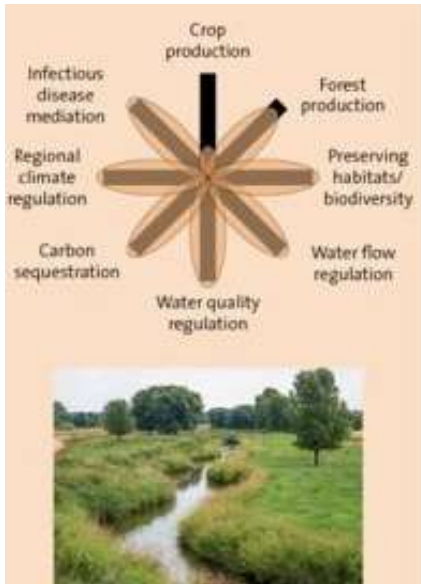 Crop
production
Infectious
disease
mediation
Forest
production
Regional
climate
regulation
Preserving
habitats/
biodiversity
Carbon
sequestration
Water flow
regulation
Water quality
regulation